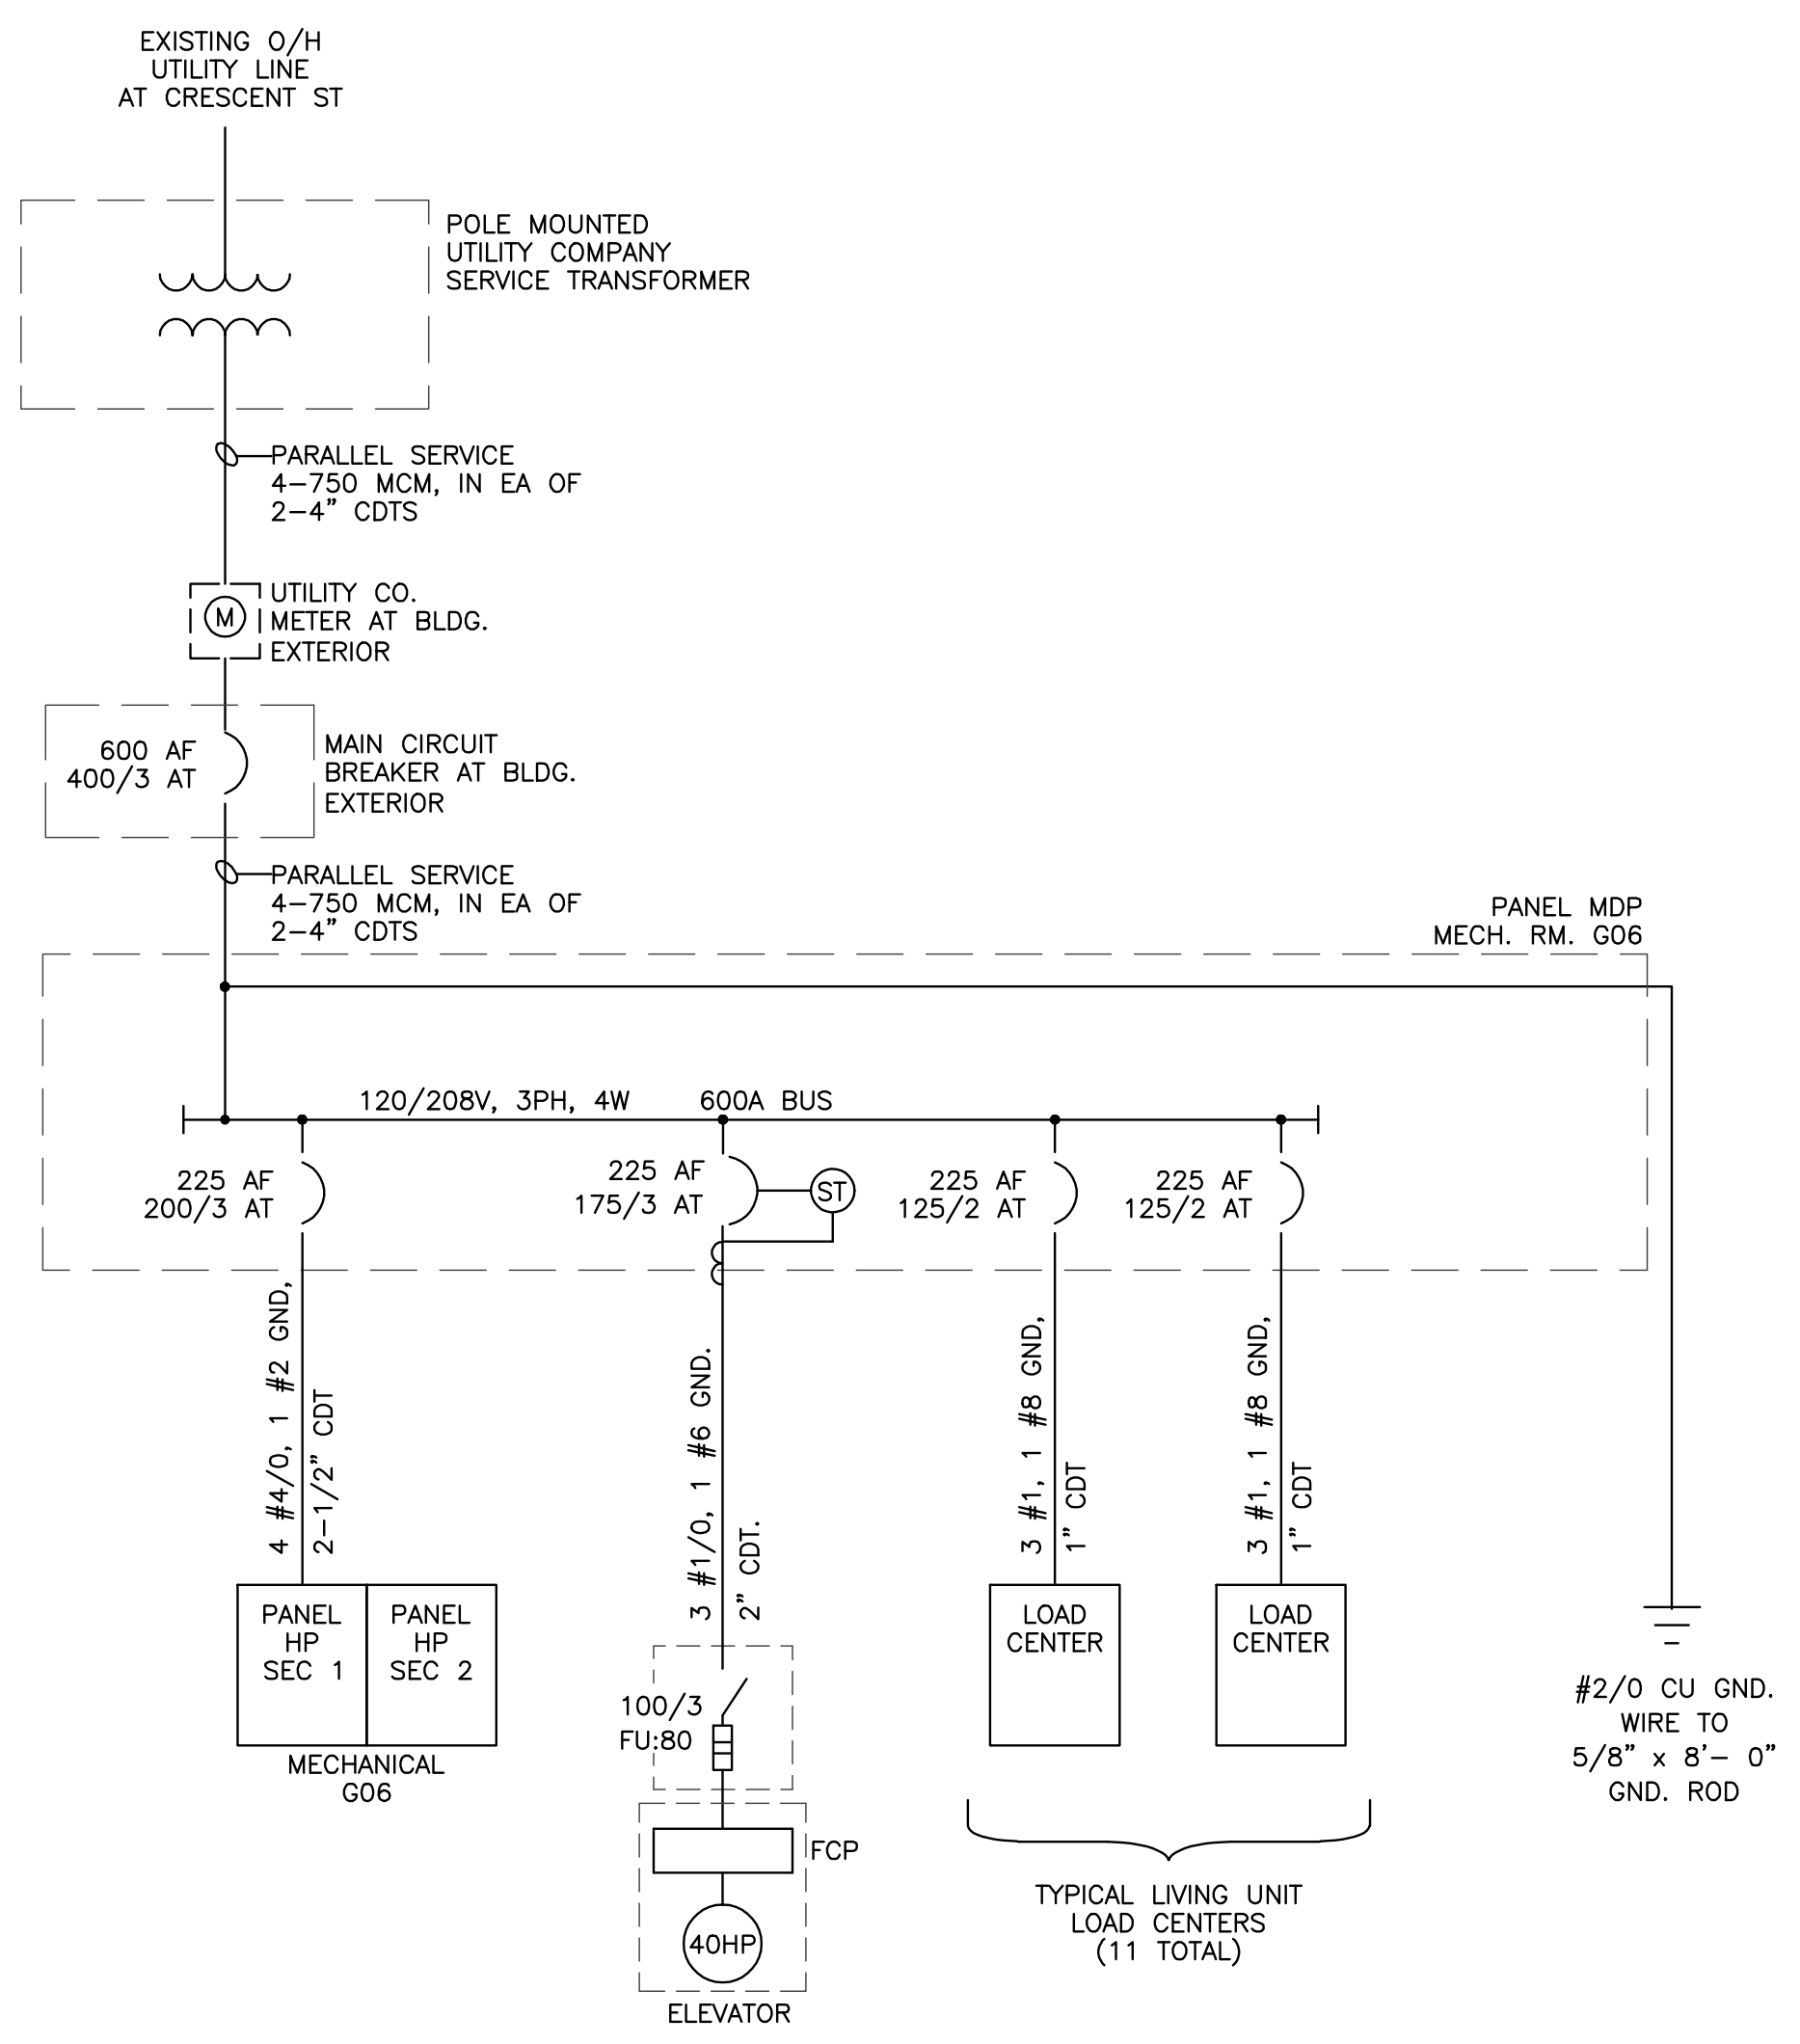 EXISTING O/H
UTILITY LINE
AT CRESCENT ST
POLE MOUNTED
UTILITY COMPANY
SERVICE TRANSFORMER
PARALLEL SERVICE
4-750 MCM, IN EA OF
2-4" CDTS
UTILITY CO.
METER AT BLDG.
EXTERIOR
M
600 AF
400/3 AT
MAIN CIRCUIT
BREAKER AT BLDG.
EXTERIOR
PARALLEL SERVICE
4-750 MCM, IN EA OF
2-4" CDTS
PANEL MDP
MECH. RM. G06
120/208V, 3PH, 4W 600A BUS
225 AF
200/3 AT
225 AF
175/3 AT
ST
225 AF
125/2 AT
225 AF
125/2 AT
4 #4/0, 1 #2 GND,
2-1/2" CDT
3 #1/0, 1 #6 GND.
2" CDT.
3 #1, 1 #8 GND,
1" CDT
3 #1, 1 #8 GND,
1" CDT
PANEL
HP
SEC 1
PANEL
HP
SEC 2
MECHANICAL
G06
100/3
FU:80
FCP
40HP
ELEVATOR
LOAD
CENTER
LOAD
CENTER
TYPICAL LIVING UNIT
LOAD CENTERS
(11 TOTAL)
#2/0 CU GND.
WIRE TO
5/8" x 8'- 0"
GND. ROD